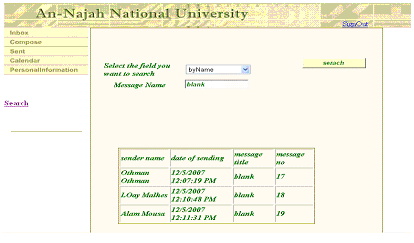 An-Najah National University
SignOut
Inbox
Compose
Sent
Calendar
PersonalInformation
Search
Select the field you
want to search
byName
serach
Message Name
blank
sender name date of sending message title message no
Othman Othman 12/5/2007 12:07:19 PM blank 17
LOay Malhes 12/5/2007 12:10:48 PM blank 18
Alam Mousa 12/5/2007 12:11:31 PM blank 19